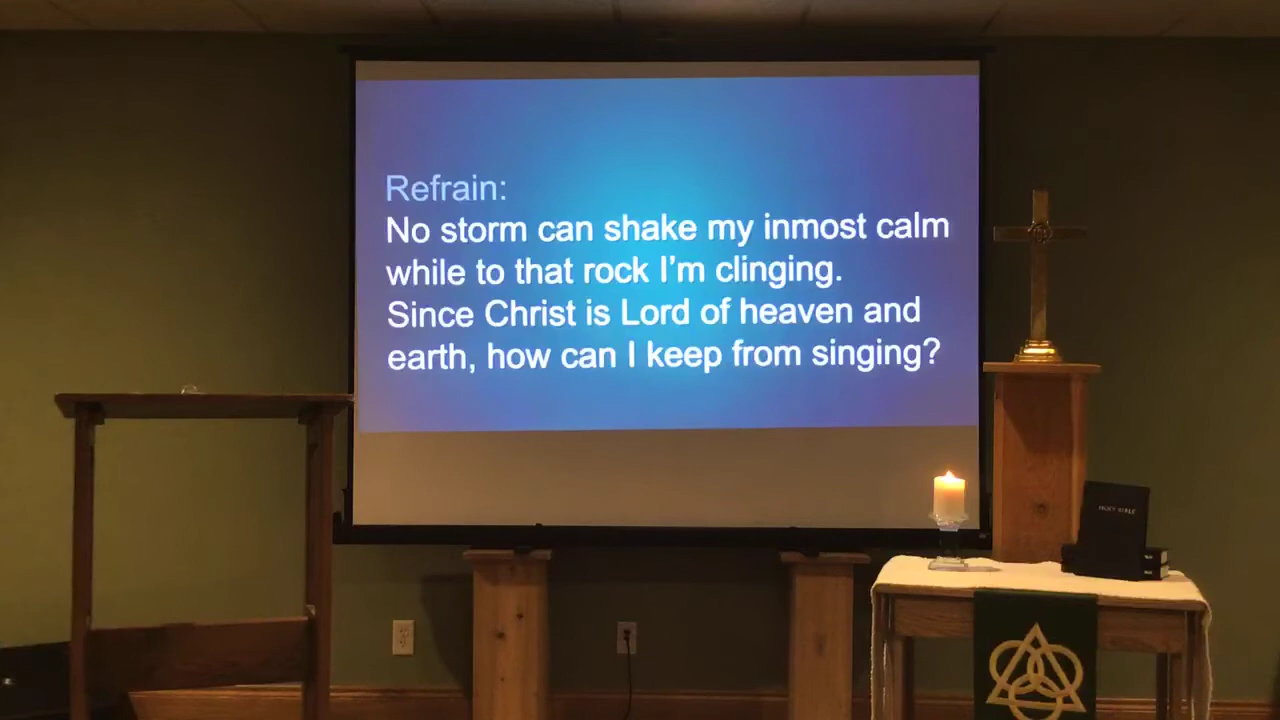 Refrain:
No storm can shake my inmost calm
while to that rock I'm clinging.
Since Christ is Lord of heaven and
earth, how can I keep from singing?
HOLY BIBLE